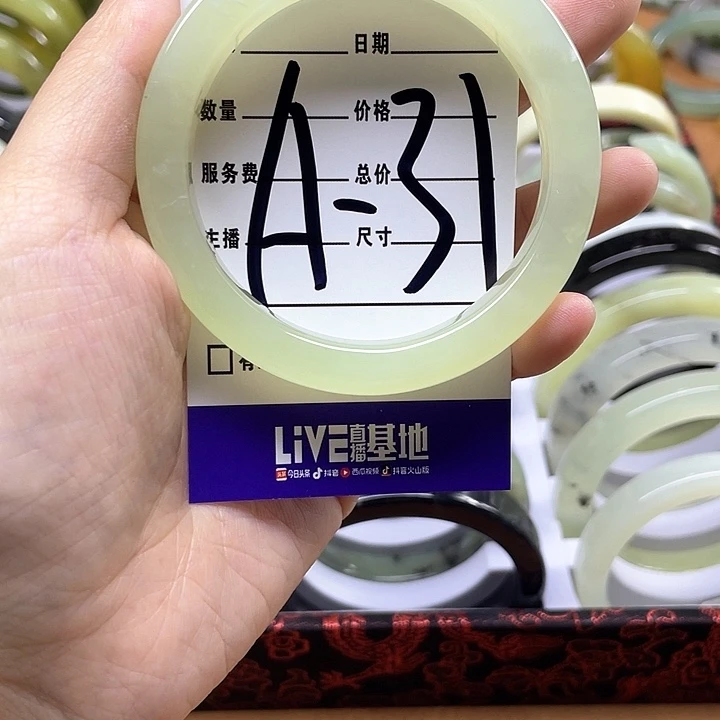 日期
数量 价格
服务费 总价
主播 尺寸
A-31
LiVE直播基地
今日头条 抖音 西瓜视频 抖音火山版